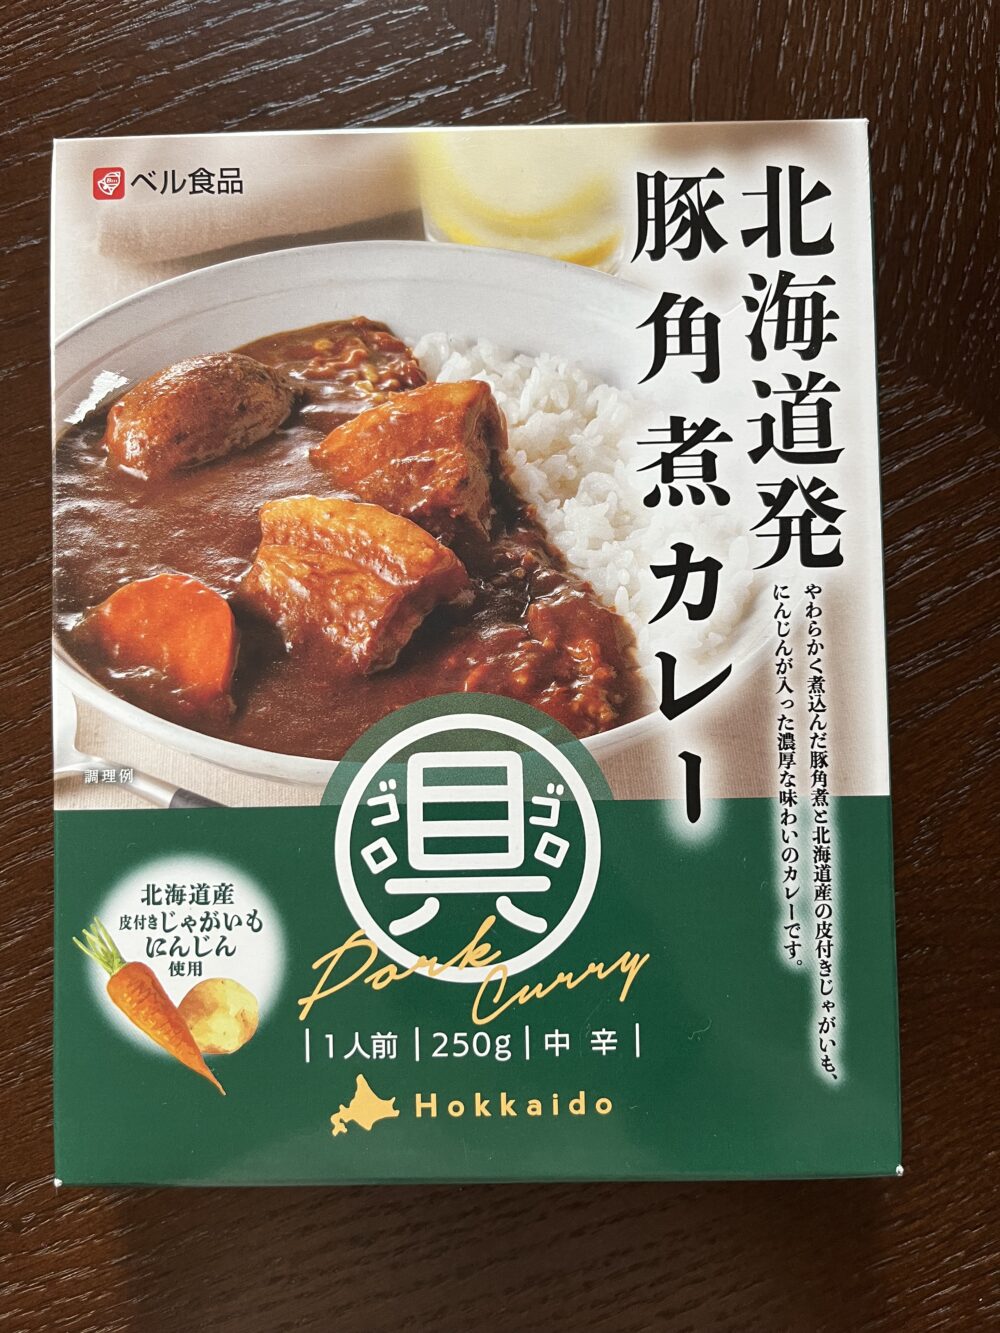 ベル食品
北海道発
豚角煮カレー
やわらかく煮込んだ豚角煮と北海道産の皮付きじゃがいも、
にんじんが入った濃厚な味わいのカレーです。
調理例
ゴロ
具
ゴロ
北海道産
皮付きじゃがいも
にんじん
使用
Pork
Curry
1人前 | 250g | 中辛
Hokkaido